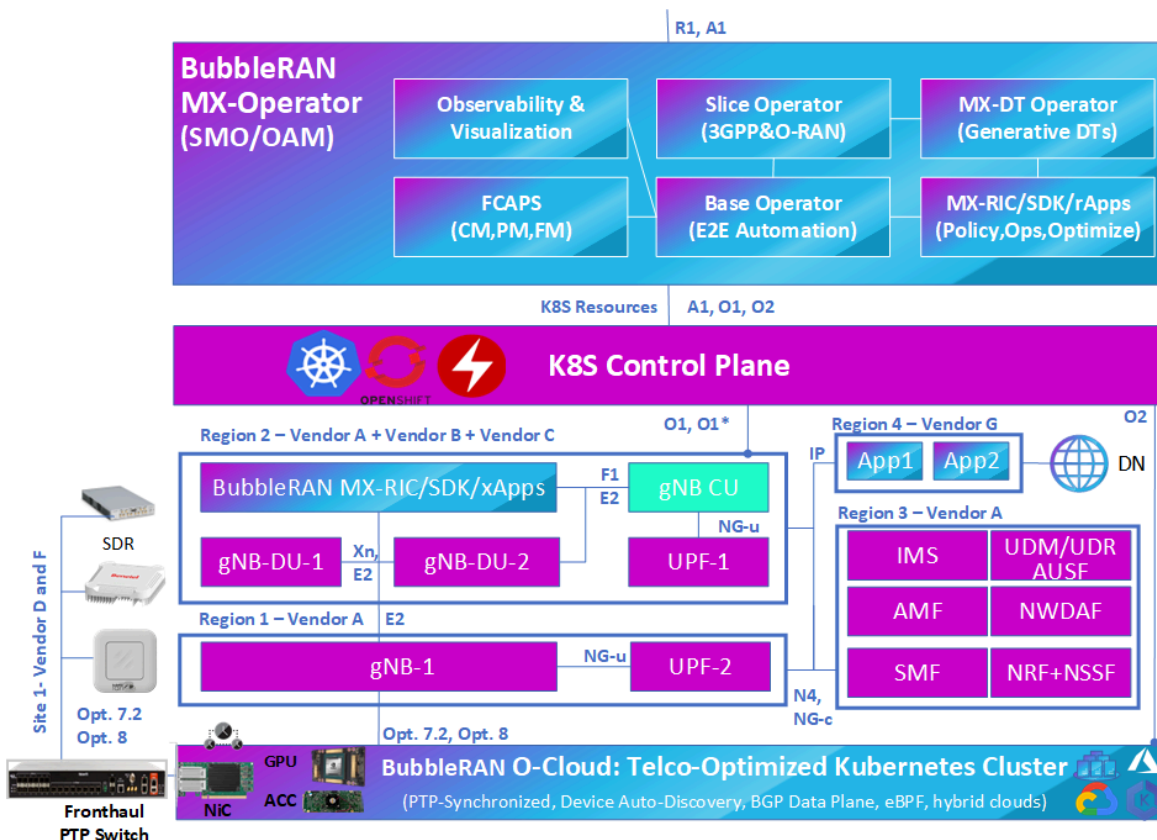 R1, A1
BubbleRAN
MX-Operator
(SMO/OAM)
Observability &
Visualization
Slice Operator
(3GPP&O-RAN)
MX-DT Operator
(Generative DTs)
FCAPS
(CM,PM,FM)
Base Operator
(E2E Automation)
MX-RIC/SDK/rApps
(Policy,Ops,Optimize)
K8S Resources
A1, O1, O2
OPENSHIFT
K8S Control Plane
O1, O1*
O2
Region 2 – Vendor A + Vendor B + Vendor C
BubbleRAN MX-RIC/SDK/xApps
F1
E2
gNB CU
NG-u
gNB-DU-1
Xn,
E2
gNB-DU-2
UPF-1
Region 4 – Vendor G
IP
App1
App2
DN
Region 3 – Vendor A
IMS
UDM/UDR
AUSF
AMF
NWDAF
SMF
NRF+NSSF
Region 1 – Vendor A
E2
gNB-1
NG-u
UPF-2
N4,
NG-c
Site 1- Vendor D and F
SDR
Opt. 7.2
Opt. 8
Opt. 7.2, Opt. 8
Fronthaul
PTP Switch
NiC
GPU
ACC
BubbleRAN O-Cloud: Telco-Optimized Kubernetes Cluster
(PTP-Synchronized, Device Auto-Discovery, BGP Data Plane, eBPF, hybrid clouds)
K